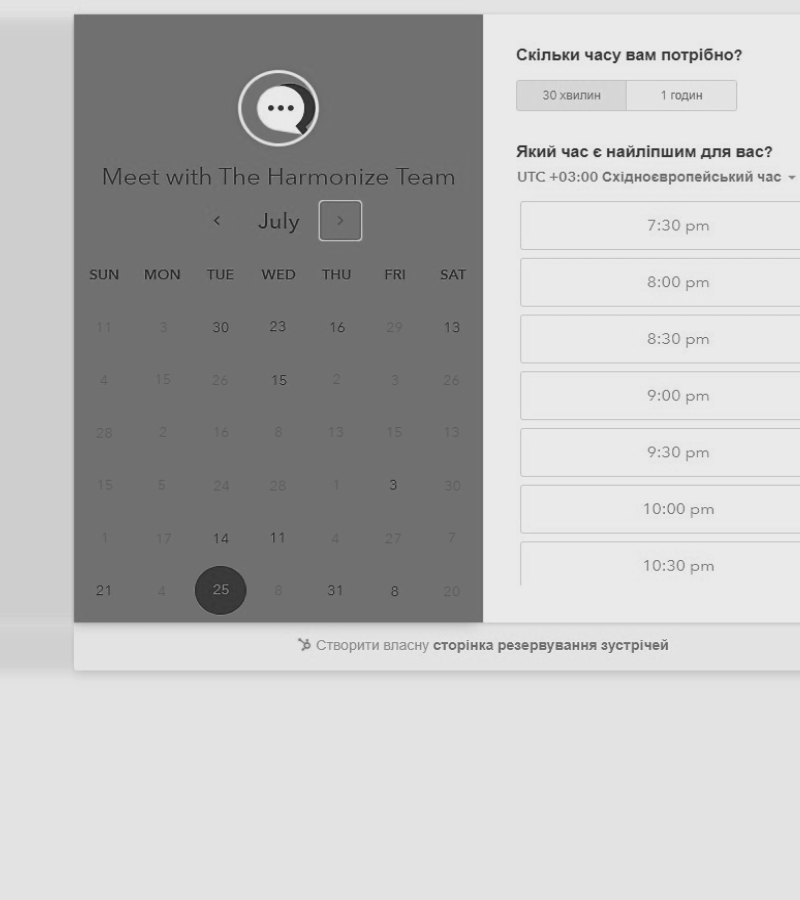 Meet with The Harmonize Team
July
SUN MON TUE WED THU FRI SAT
11 3 30 23 16 29 13
4 15 26 15 2 3 26
28 2 16 8 13 15 13
15 5 24 28 1 3 30
1 17 14 11 4 27 7
21 4 25 8 31 8 20
Скільки часу вам потрібно?
30 хвилин 1 годин
Який час є найліпшим для вас?
UTC +03:00 Східноєвропейський час
7:30 pm
8:00 pm
8:30 pm
9:00 pm
9:30 pm
10:00 pm
10:30 pm
Створити власну сторінка резервування зустрічей